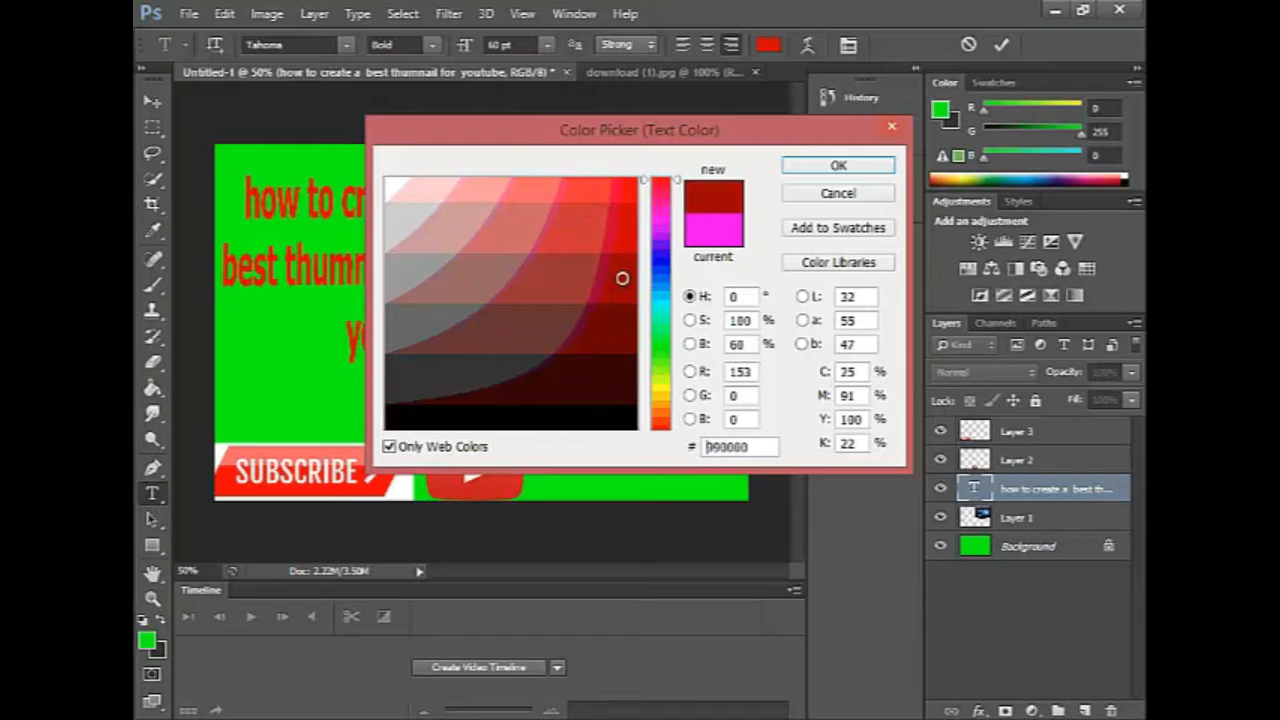 Ps File Edit Image Layer Type Select Filter 3D View Window Help
T Tahoma Bold 60 pt aa Strong
Untitled-1 @ 50% (how to create a best thumnail for youtube, RGB/8) * × download (1).jpg @ 100% (R... ×
History
Color Swatches
R 0
G 255
B 0
Adjustments Styles
Add an adjustment
Color Picker (Text Color)
new
current
OK
Cancel
Add to Swatches
Color Libraries
H: 0 °
S: 100 %
B: 60 %
R: 153
G: 0
B: 0
L: 32
a: 55
b: 47
C: 25 %
M: 91 %
Y: 100 %
K: 22 %
# 990000
Only Web Colors
how to cr
best thumn
yo
SUBSCRIBE
Layers Channels Paths
Kind
Normal Opacity: 100%
Lock: Fill: 100%
Layer 3
Layer 2
T how to create a best th...
Layer 1
Background
50% Doc: 2.22M/3.50M
Timeline
Create Video Timeline